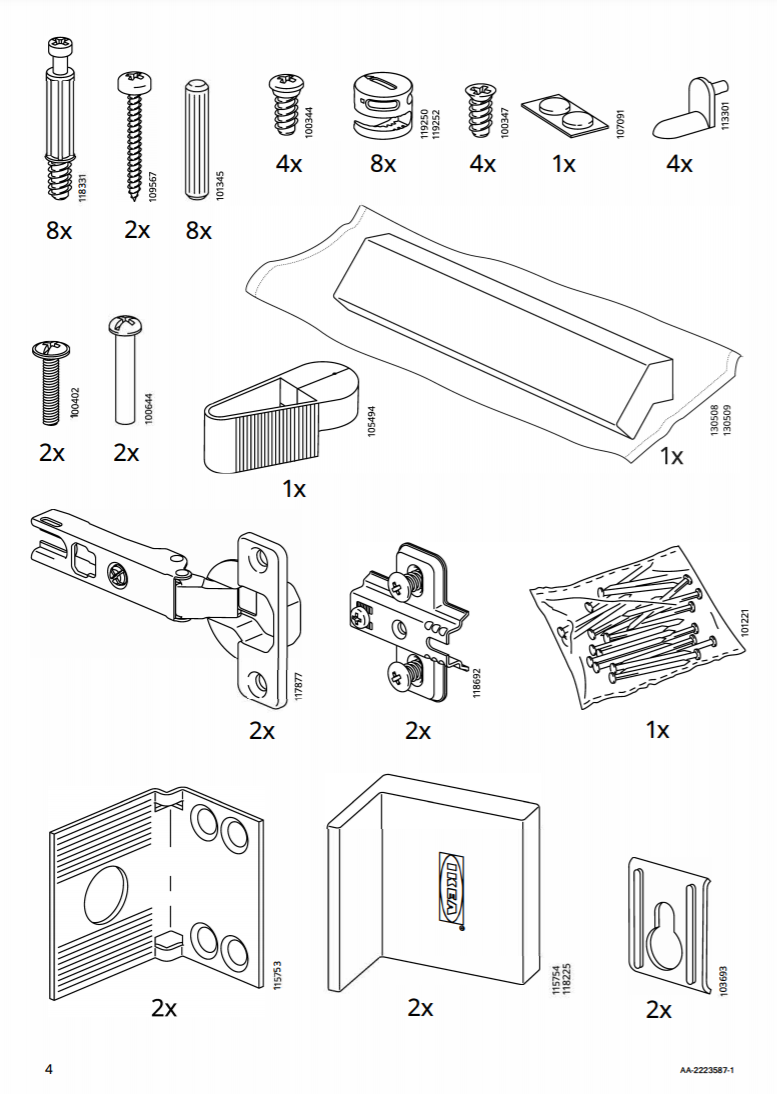 118331
109567
101345
100344
119250
119252
100347
107091
113301
4x
8x
4x
1x
4x
8x
2x
8x
100402
100644
105494
130508
130509
2x
2x
1x
1x
117877
118692
101221
2x
2x
1x
IKEA
®
115753
115754
118225
103693
2x
2x
2x
4
AA-2223587-1